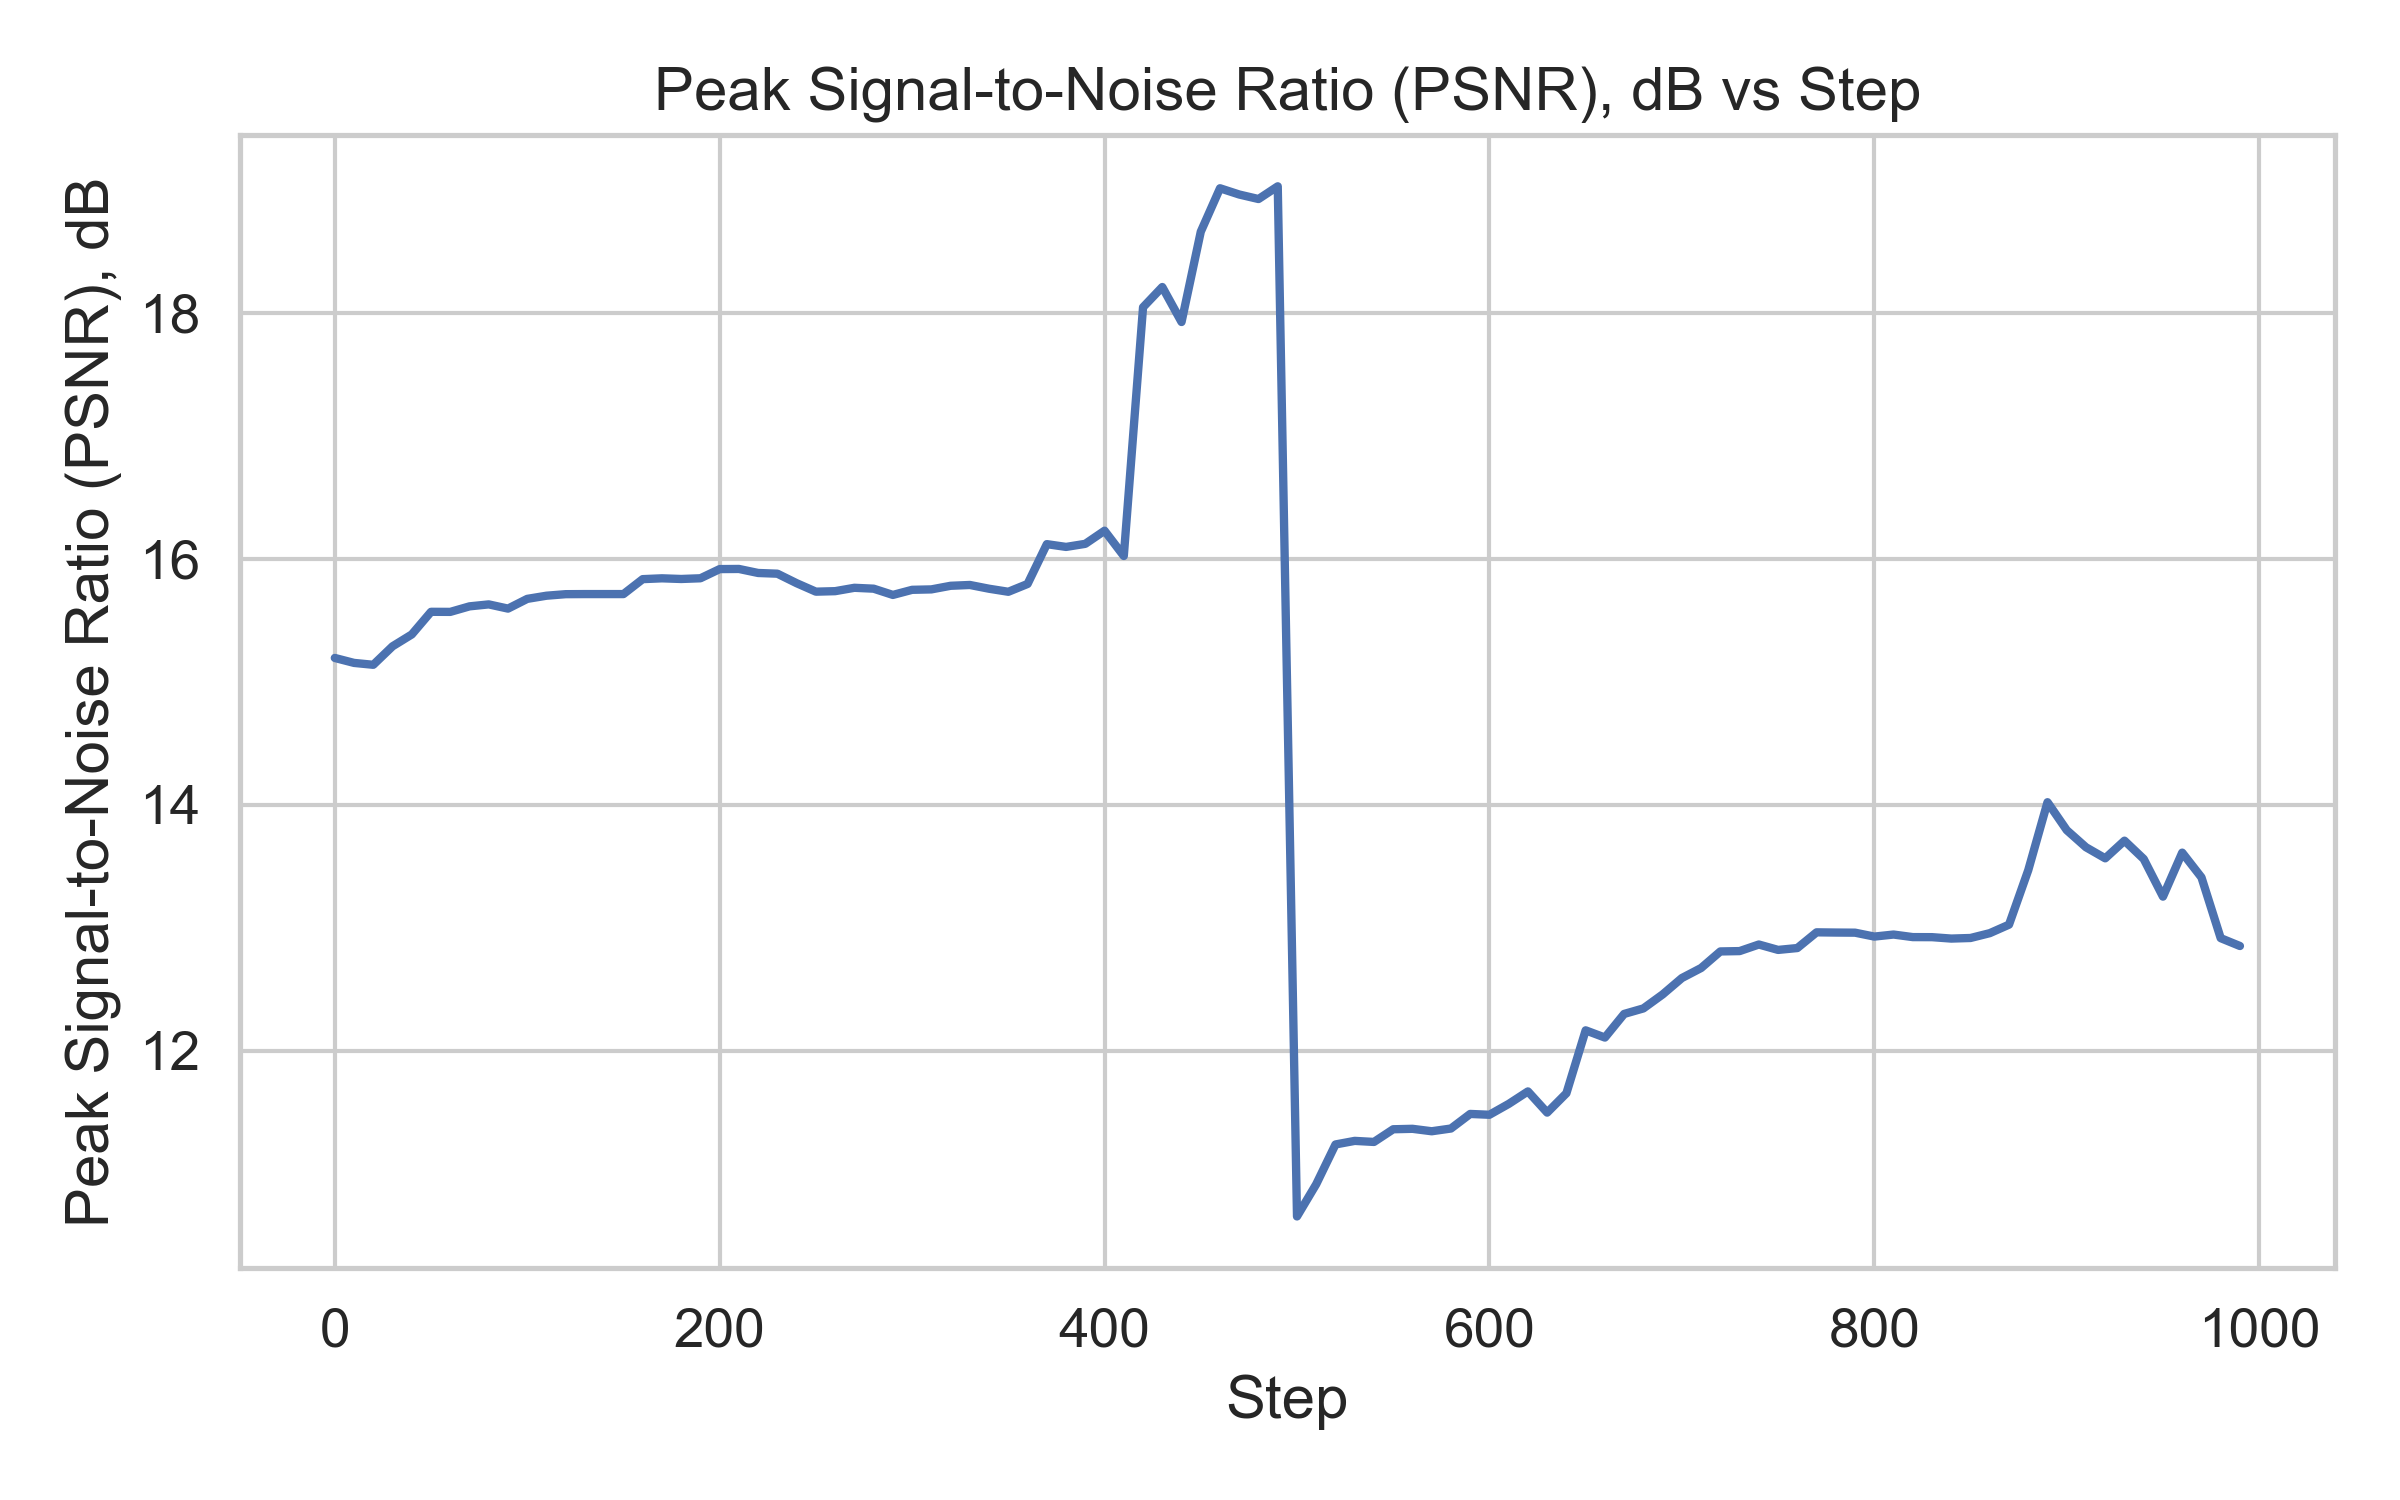 Peak Signal-to-Noise Ratio (PSNR), dB vs Step
Peak Signal-to-Noise Ratio (PSNR), dB
18
16
14
12
0 200 400 600 800 1000
Step